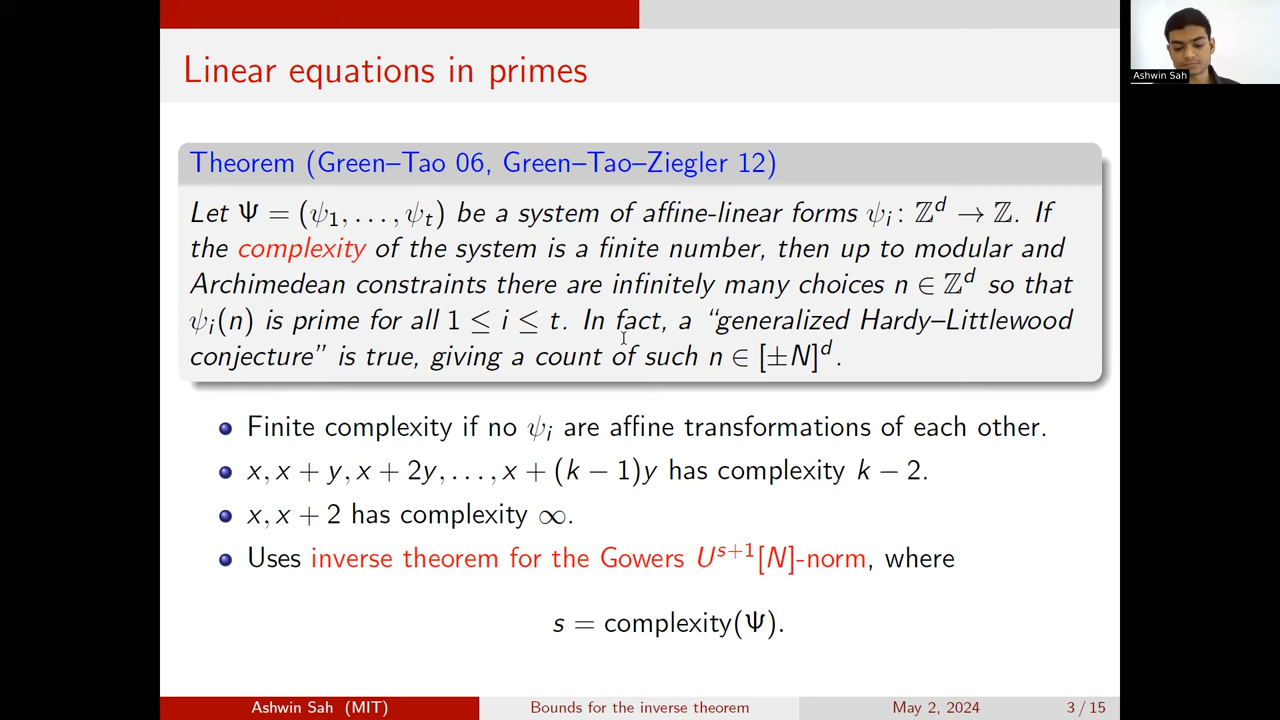 Linear equations in primes
Ashwin Sah
Theorem (Green–Tao 06, Green–Tao–Ziegler 12)
Let Ψ = (ψ₁, . . . , ψₜ) be a system of affine-linear forms ψᵢ : ℤᵈ → ℤ. If
the complexity of the system is a finite number, then up to modular and
Archimedean constraints there are infinitely many choices n ∈ ℤᵈ so that
ψᵢ(n) is prime for all 1 ≤ i ≤ t. In fact, a “generalized Hardy–Littlewood
conjecture” is true, giving a count of such n ∈ [±N]ᵈ.
Finite complexity if no ψᵢ are affine transformations of each other.
x, x + y, x + 2y, . . . , x + (k − 1)y has complexity k − 2.
x, x + 2 has complexity ∞.
Uses inverse theorem for the Gowers Uˢ⁺¹[N]-norm, where
s = complexity(Ψ).
Ashwin Sah (MIT) Bounds for the inverse theorem May 2, 2024 3 / 15